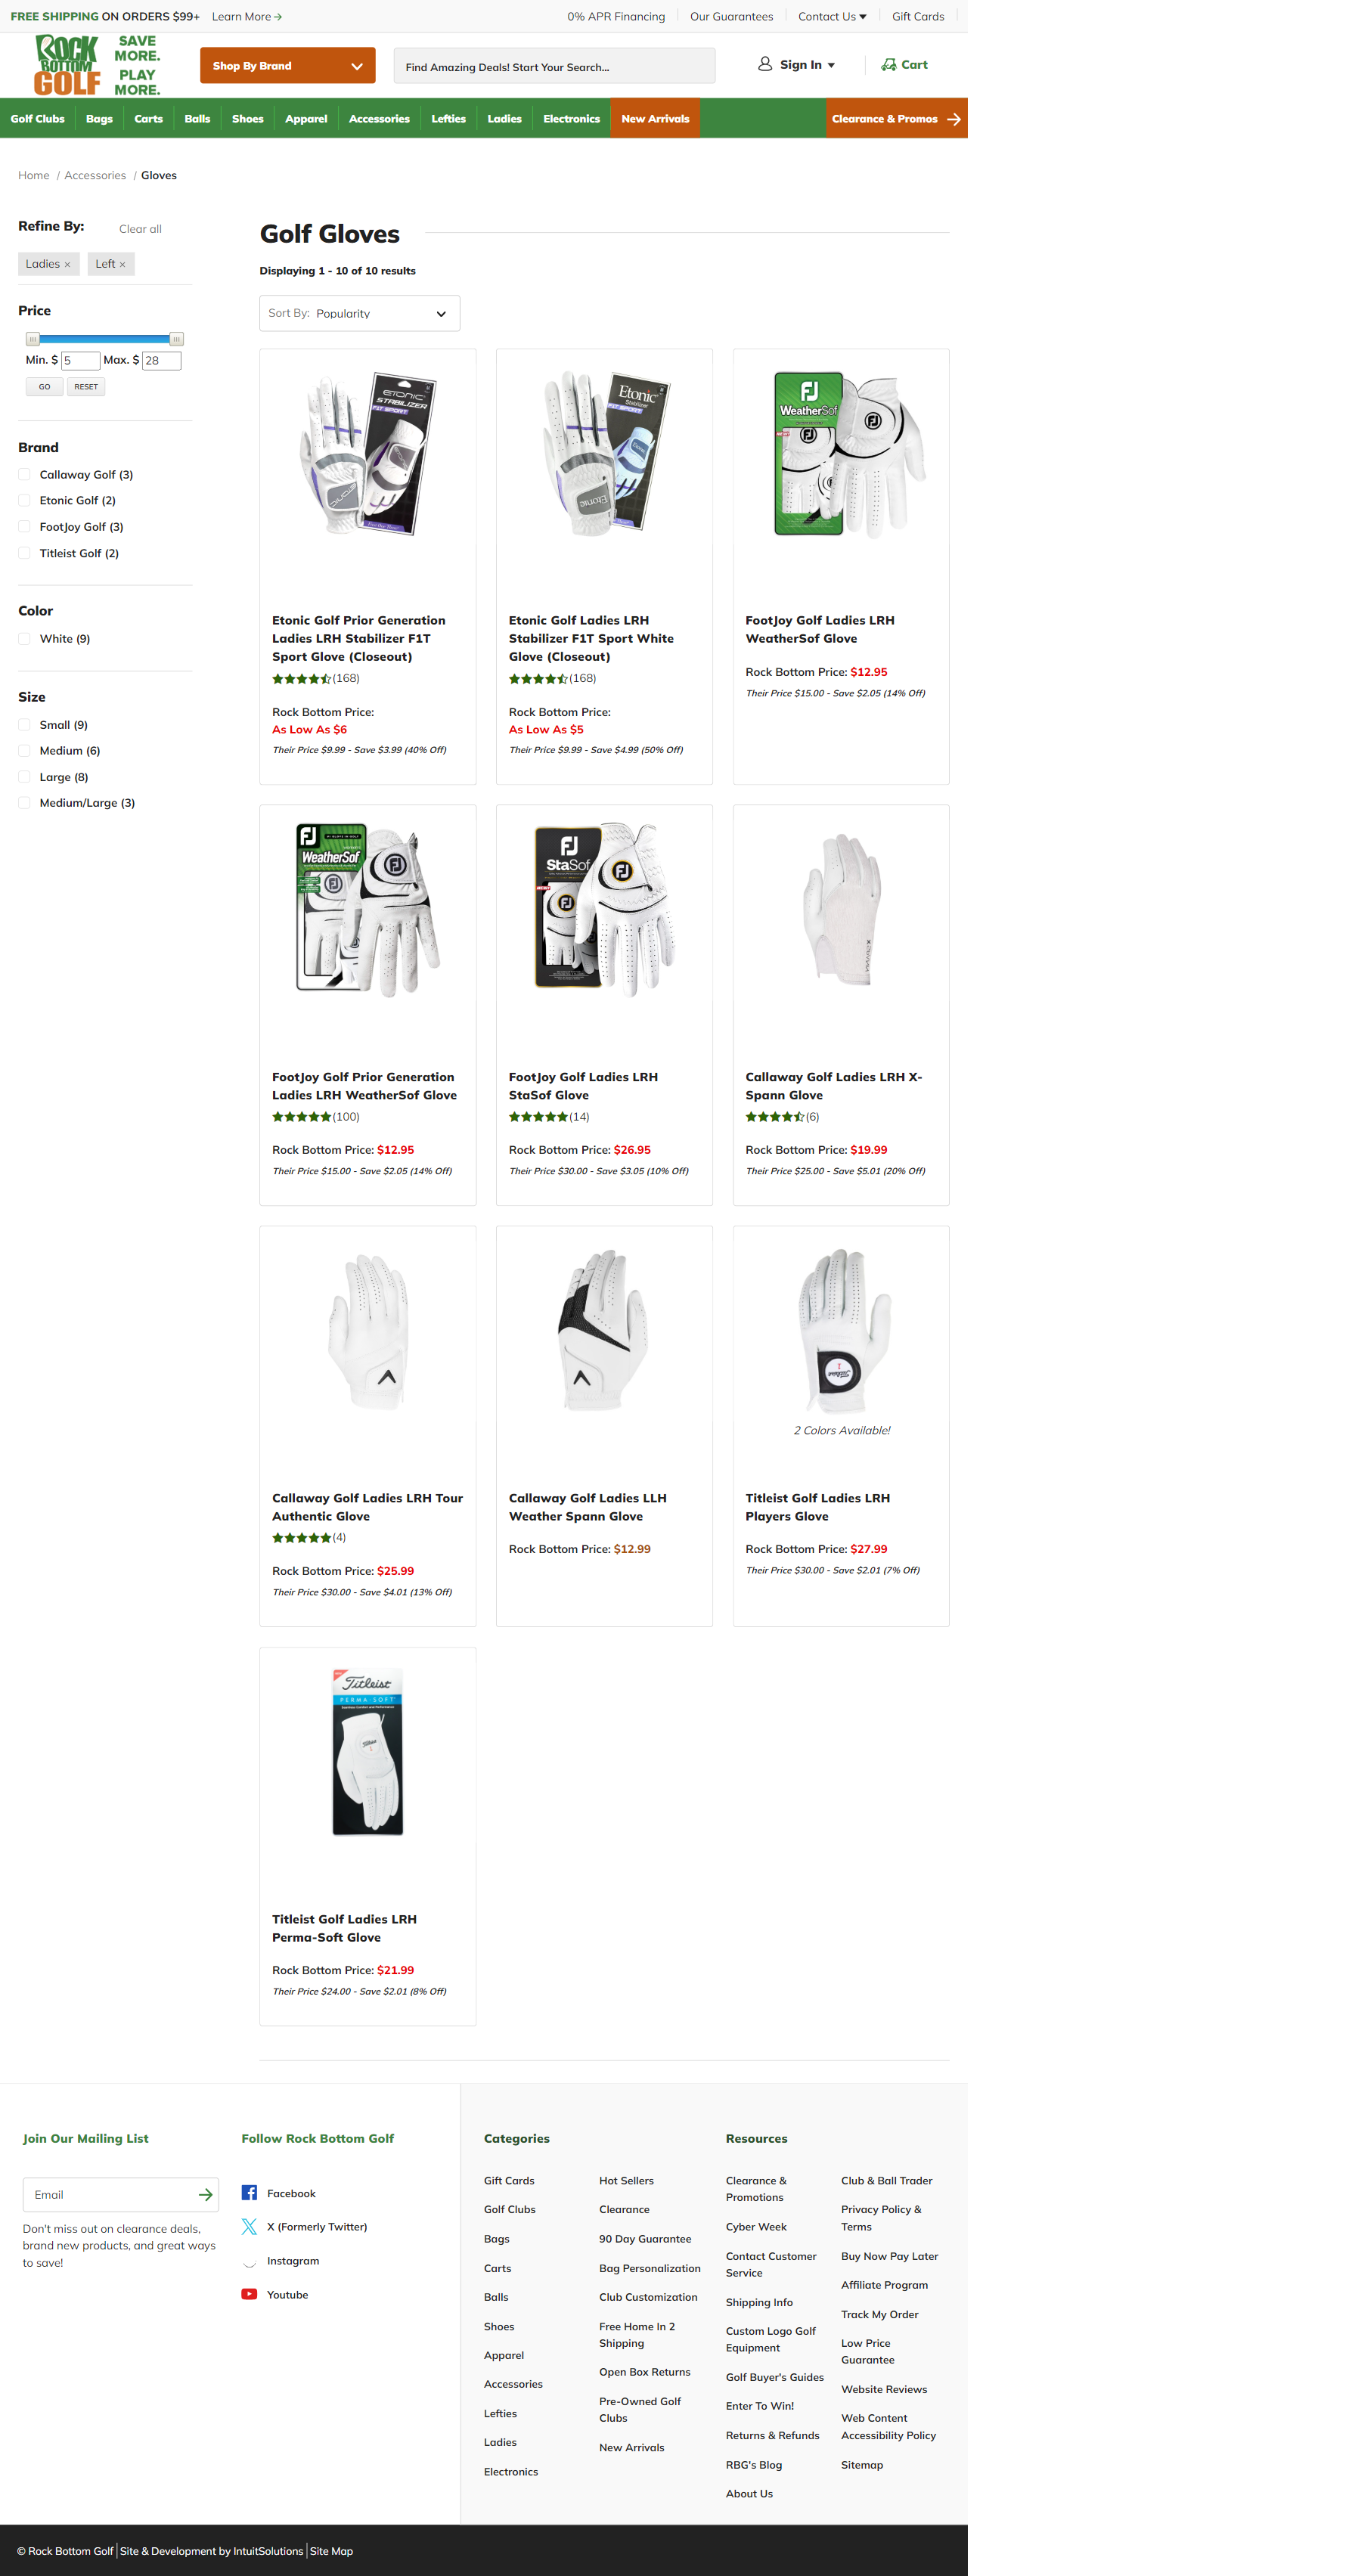 FREE SHIPPING ON ORDERS $99+ Learn More
0% APR Financing
Our Guarantees
Contact Us
Gift Cards
ROCK BOTTOM GOLF
SAVE MORE.
PLAY MORE.
Shop By Brand
Find Amazing Deals! Start Your Search...
Sign In
Cart
Golf Clubs
Bags
Carts
Balls
Shoes
Apparel
Accessories
Lefties
Ladies
Electronics
New Arrivals
Clearance & Promos
Home / Accessories / Gloves
Refine By:
Clear all
Ladies ×
Left ×
Price
Min. $ 5 Max. $ 28
GO
RESET
Brand
Callaway Golf (3)
Etonic Golf (2)
FootJoy Golf (3)
Titleist Golf (2)
Color
White (9)
Size
Small (9)
Medium (6)
Large (8)
Medium/Large (3)
Golf Gloves
Displaying 1 - 10 of 10 results
Sort By: Popularity
ETONIC
STABILIZER
F1T SPORT
Etonic Golf Prior Generation
Ladies LRH Stabilizer F1T
Sport Glove (Closeout)
(168)
Rock Bottom Price:
As Low As $6
Their Price $9.99 - Save $3.99 (40% Off)
Etonic
Stabilizer
F1T SPORT
Etonic
Etonic Golf Ladies LRH
Stabilizer F1T Sport White
Glove (Closeout)
(168)
Rock Bottom Price:
As Low As $5
Their Price $9.99 - Save $4.99 (50% Off)
FJ
WeatherSof
FootJoy Golf Ladies LRH
WeatherSof Glove
Rock Bottom Price: $12.95
Their Price $15.00 - Save $2.05 (14% Off)
FJ
WeatherSof
FootJoy Golf Prior Generation
Ladies LRH WeatherSof Glove
(100)
Rock Bottom Price: $12.95
Their Price $15.00 - Save $2.05 (14% Off)
FJ
StaSof
FootJoy Golf Ladies LRH
StaSof Glove
(14)
Rock Bottom Price: $26.95
Their Price $30.00 - Save $3.05 (10% Off)
X-SPANN
Callaway Golf Ladies LRH X-
Spann Glove
(6)
Rock Bottom Price: $19.99
Their Price $25.00 - Save $5.01 (20% Off)
Callaway Golf Ladies LRH Tour
Authentic Glove
(4)
Rock Bottom Price: $25.99
Their Price $30.00 - Save $4.01 (13% Off)
Callaway Golf Ladies LLH
Weather Spann Glove
Rock Bottom Price: $12.99
Titleist
2 Colors Available!
Titleist Golf Ladies LRH
Players Glove
Rock Bottom Price: $27.99
Their Price $30.00 - Save $2.01 (7% Off)
Titleist
PERMA-SOFT
Titleist Golf Ladies LRH
Perma-Soft Glove
Rock Bottom Price: $21.99
Their Price $24.00 - Save $2.01 (8% Off)
Join Our Mailing List
Email
Don't miss out on clearance deals,
brand new products, and great ways
to save!
Follow Rock Bottom Golf
Facebook
X (Formerly Twitter)
Instagram
Youtube
Categories
Gift Cards
Golf Clubs
Bags
Carts
Balls
Shoes
Apparel
Accessories
Lefties
Ladies
Electronics
Hot Sellers
Clearance
90 Day Guarantee
Bag Personalization
Club Customization
Free Home In 2
Shipping
Open Box Returns
Pre-Owned Golf
Clubs
New Arrivals
Resources
Clearance &
Promotions
Cyber Week
Contact Customer
Service
Shipping Info
Custom Logo Golf
Equipment
Golf Buyer's Guides
Enter To Win!
Returns & Refunds
RBG's Blog
About Us
Club & Ball Trader
Privacy Policy &
Terms
Buy Now Pay Later
Affiliate Program
Track My Order
Low Price
Guarantee
Website Reviews
Web Content
Accessibility Policy
Sitemap
© Rock Bottom Golf | Site & Development by IntuitSolutions | Site Map